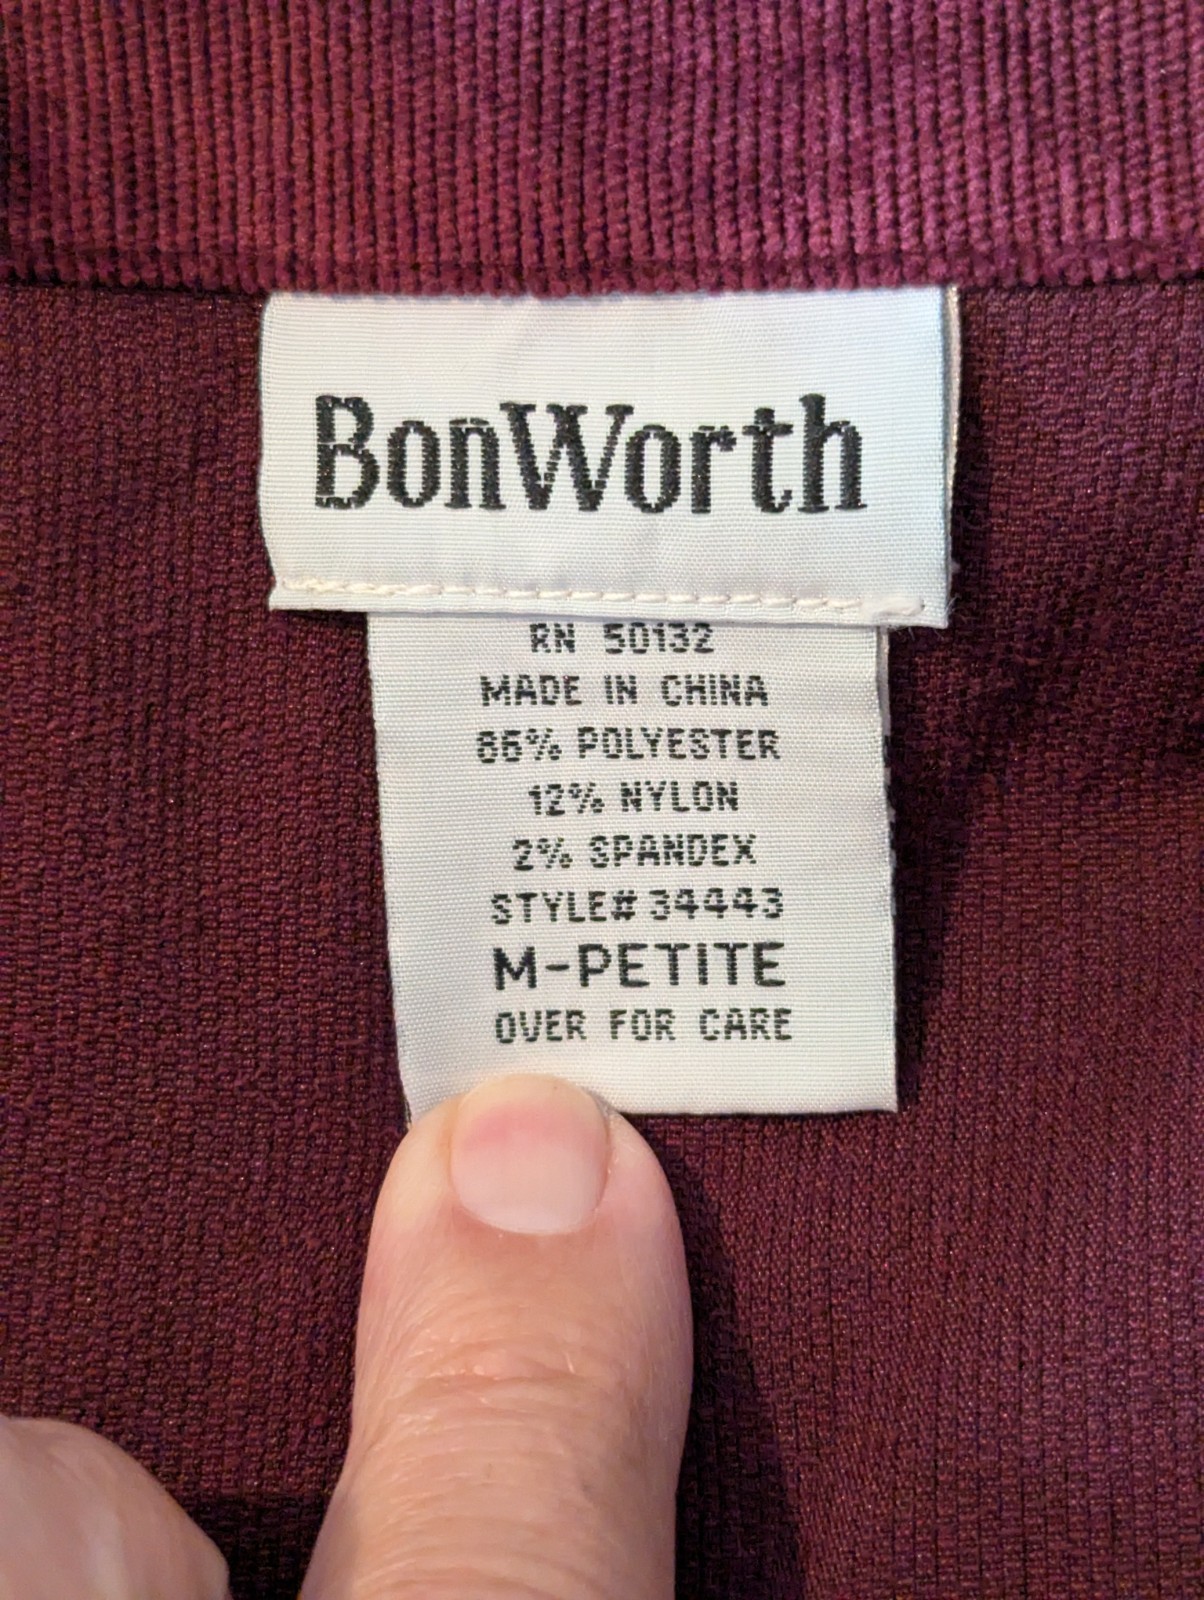 BonWorth
RN 50132
MADE IN CHINA
86% POLYESTER
12% NYLON
2% SPANDEX
STYLE# 34443
M-PETITE
OVER FOR CARE